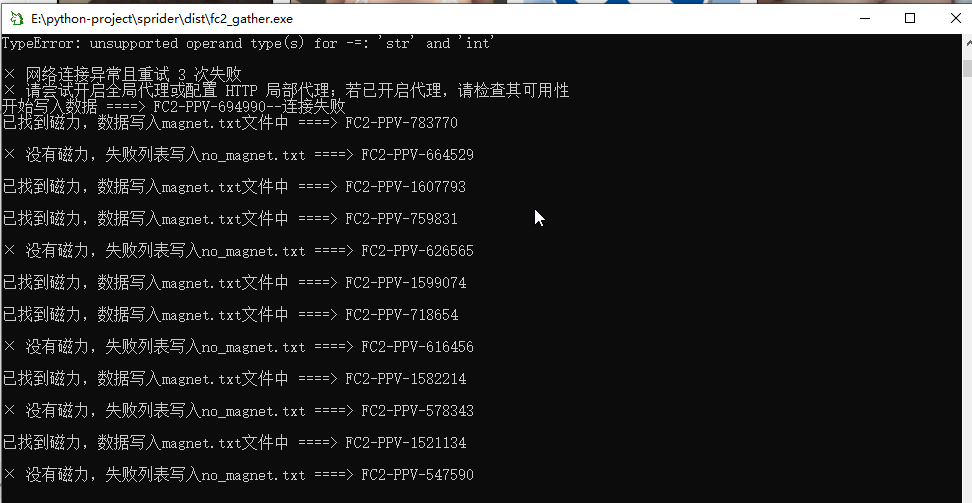 E:\python-project\sprider\dist\fc2_gather.exe
TypeError: unsupported operand type(s) for -=: 'str' and 'int'
× 网络连接异常且重试 3 次失败
× 请尝试开启全局代理或配置 HTTP 局部代理；若已开启代理，请检查其可用性
开始写入数据 ====> FC2-PPV-694990--连接失败
已找到磁力，数据写入magnet.txt文件中 ====> FC2-PPV-783770
× 没有磁力，失败列表写入no_magnet.txt ====> FC2-PPV-664529
已找到磁力，数据写入magnet.txt文件中 ====> FC2-PPV-1607793
已找到磁力，数据写入magnet.txt文件中 ====> FC2-PPV-759831
× 没有磁力，失败列表写入no_magnet.txt ====> FC2-PPV-626565
已找到磁力，数据写入magnet.txt文件中 ====> FC2-PPV-1599074
已找到磁力，数据写入magnet.txt文件中 ====> FC2-PPV-718654
× 没有磁力，失败列表写入no_magnet.txt ====> FC2-PPV-616456
已找到磁力，数据写入magnet.txt文件中 ====> FC2-PPV-1582214
× 没有磁力，失败列表写入no_magnet.txt ====> FC2-PPV-578343
已找到磁力，数据写入magnet.txt文件中 ====> FC2-PPV-1521134
× 没有磁力，失败列表写入no_magnet.txt ====> FC2-PPV-547590